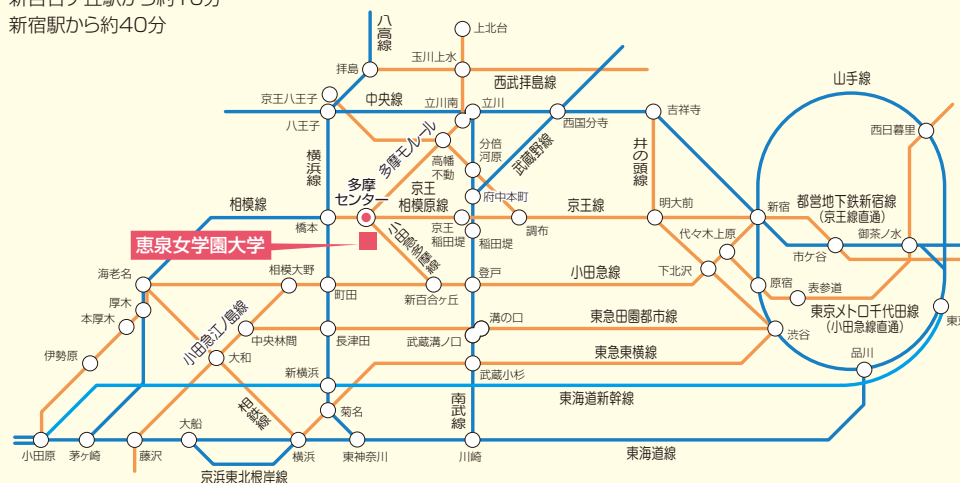 新宿駅から約40分
八高線
上北台
玉川上水
拝島
西武拝島線
山手線
京王八王子
中央線
立川南
立川
吉祥寺
八王子
西国分寺
西日暮里
多摩モノレール
分倍
河原
武蔵野線
井の頭線
横浜線
高幡
不動
多摩
センター
京王
相模原線
府中本町
都営地下鉄新宿線
(京王線直通)
相模線
京王線
明大前
新宿
橋本
京王
稲田堤
調布
稲田堤
代々木上原
御茶ノ水
市ケ谷
恵泉女学園大学
小田急多摩線
海老名
相模大野
登戸
小田急線
下北沢
原宿
表参道
厚木
町田
新百合ヶ丘
本厚木
小田急江ノ島線
溝の口
東急田園都市線
東京メトロ千代田線
(小田急線直通)
中央林間
長津田
武蔵溝ノ口
渋谷
伊勢原
大和
東急東横線
品川
新横浜
武蔵小杉
相鉄線
菊名
南武線
東海道新幹線
大船
小田原
茅ヶ崎
藤沢
横浜
東神奈川
川崎
東海道線
京浜東北根岸線